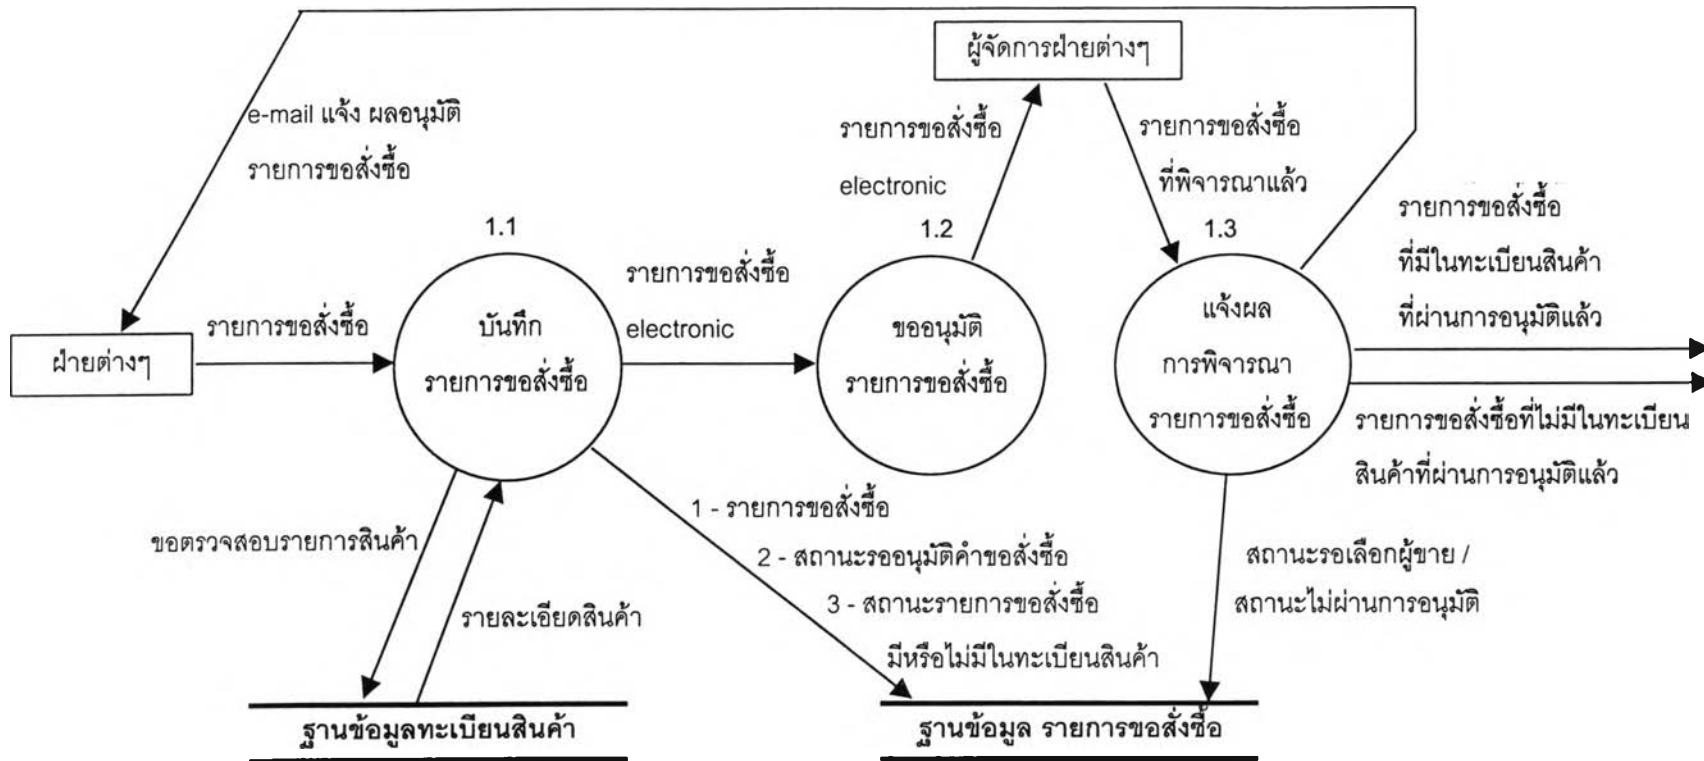 ผู้จัดการฝ่ายต่างๆ
e-mail แจ้ง ผลอนุมัติ
รายการขอสั่งซื้อ
รายการขอสั่งซื้อ
electronic
รายการขอสั่งซื้อ
ที่พิจารณาแล้ว
1.1
1.2
1.3
รายการขอสั่งซื้อ
ที่มีในทะเบียนสินค้า
ที่ผ่านการอนุมัติแล้ว
ฝ่ายต่างๆ
รายการขอสั่งซื้อ
บันทึก
รายการขอสั่งซื้อ
รายการขอสั่งซื้อ
electronic
ขออนุมัติ
รายการขอสั่งซื้อ
แจ้งผล
การพิจารณา
รายการขอสั่งซื้อ
รายการขอสั่งซื้อที่ไม่มีในทะเบียน
สินค้าที่ผ่านการอนุมัติแล้ว
ขอตรวจสอบรายการสินค้า
รายละเอียดสินค้า
1 - รายการขอสั่งซื้อ
2 - สถานะรออนุมัติคำขอสั่งซื้อ
3 - สถานะรายการขอสั่งซื้อ
มีหรือไม่มีในทะเบียนสินค้า
สถานะรอเลือกผู้ขาย /
สถานะไม่ผ่านการอนุมัติ
ฐานข้อมูลทะเบียนสินค้า
ฐานข้อมูล รายการขอสั่งซื้อ